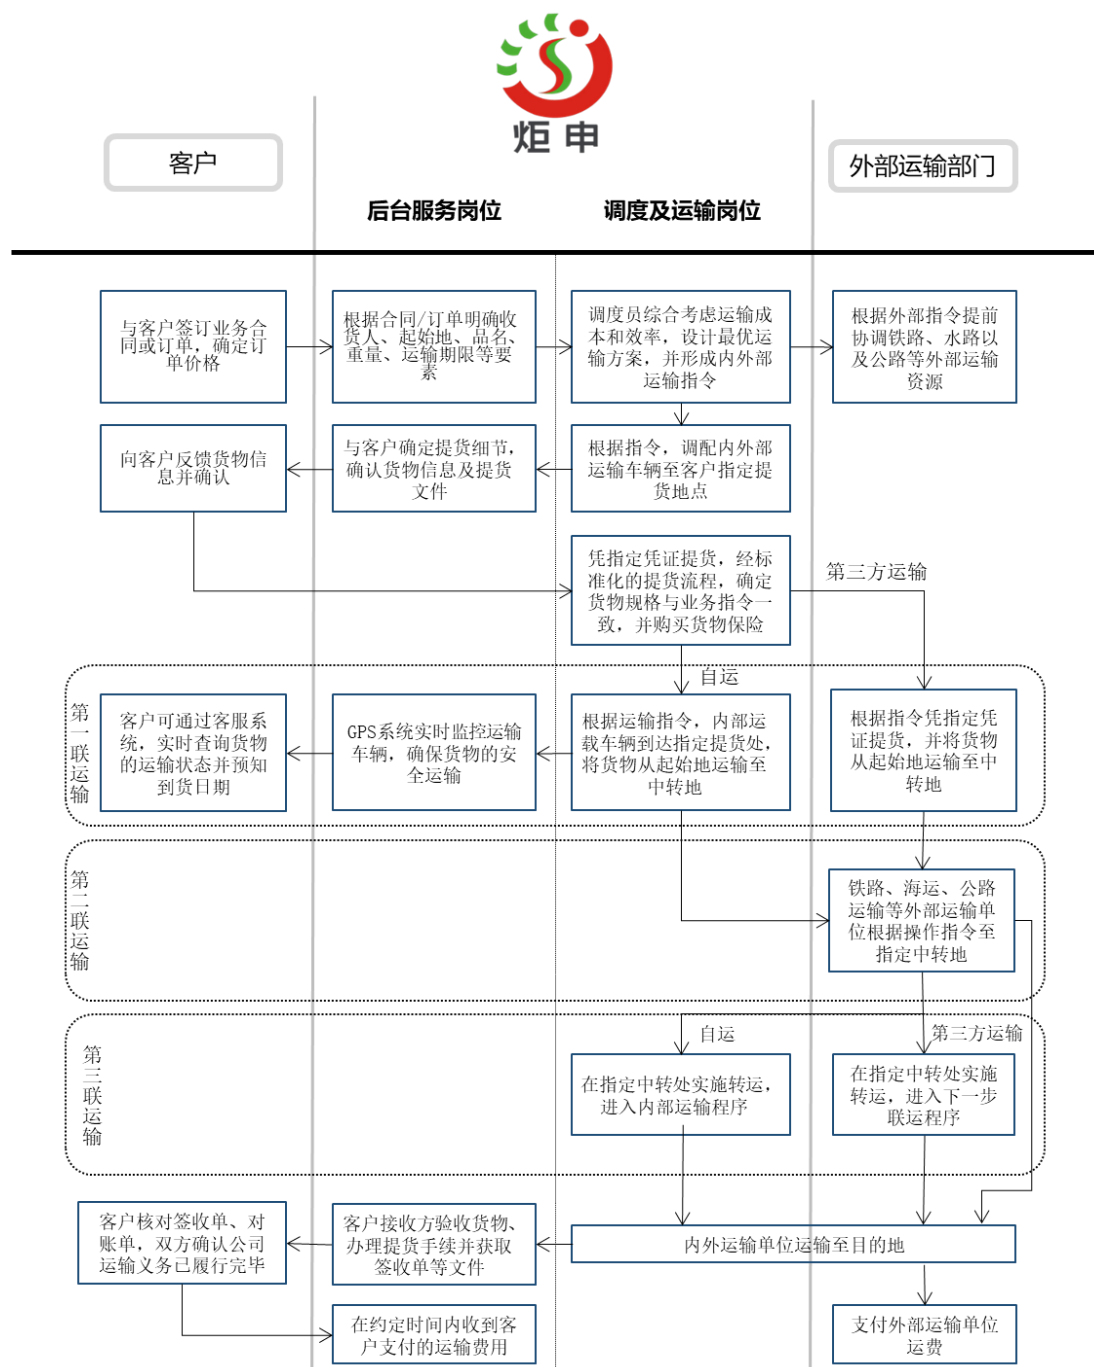 炬申
客户
外部运输部门
后台服务岗位
调度及运输岗位
与客户签订业务合
同或订单，确定订
单价格
根据合同/订单明确收
货人、起始地、品名、
重量、运输期限等要
素
调度员综合考虑运输成
本和效率，设计最优运
输方案，并形成内外部
运输指令
根据外部指令提前
协调铁路、水路以
及公路等外部运输
资源
向客户反馈货物信
息并确认
与客户确定提货细节，
确认货物信息及提货
文件
根据指令，调配内外部
运输车辆至客户指定提
货地点
凭指定凭证提货，经标
准化的提货流程，确定
货物规格与业务指令一
致，并购买货物保险
第三方运输
自运
第一联运输
客户可通过客服系
统，实时查询货物
的运输状态并预知
到货日期
GPS系统实时监控运输
车辆，确保货物的安
全运输
根据运输指令，内部运
载车辆到达指定提货处，
将货物从起始地运输至
中转地
根据指令凭指定凭
证提货，并将货物
从起始地运输至中
转地
第二联运输
铁路、海运、公路
运输等外部运输单
位根据操作指令至
指定中转地
第三联运输
自运
第三方运输
在指定中转处实施转运，
进入内部运输程序
在指定中转处实施
转运，进入下一步
联运程序
客户核对签收单、对
账单，双方确认公司
运输义务已履行完毕
客户接收方验收货物、
办理提货手续并获取
签收单等文件
内外运输单位运输至目的地
在约定时间内收到客
户支付的运输费用
支付外部运输单位
运费